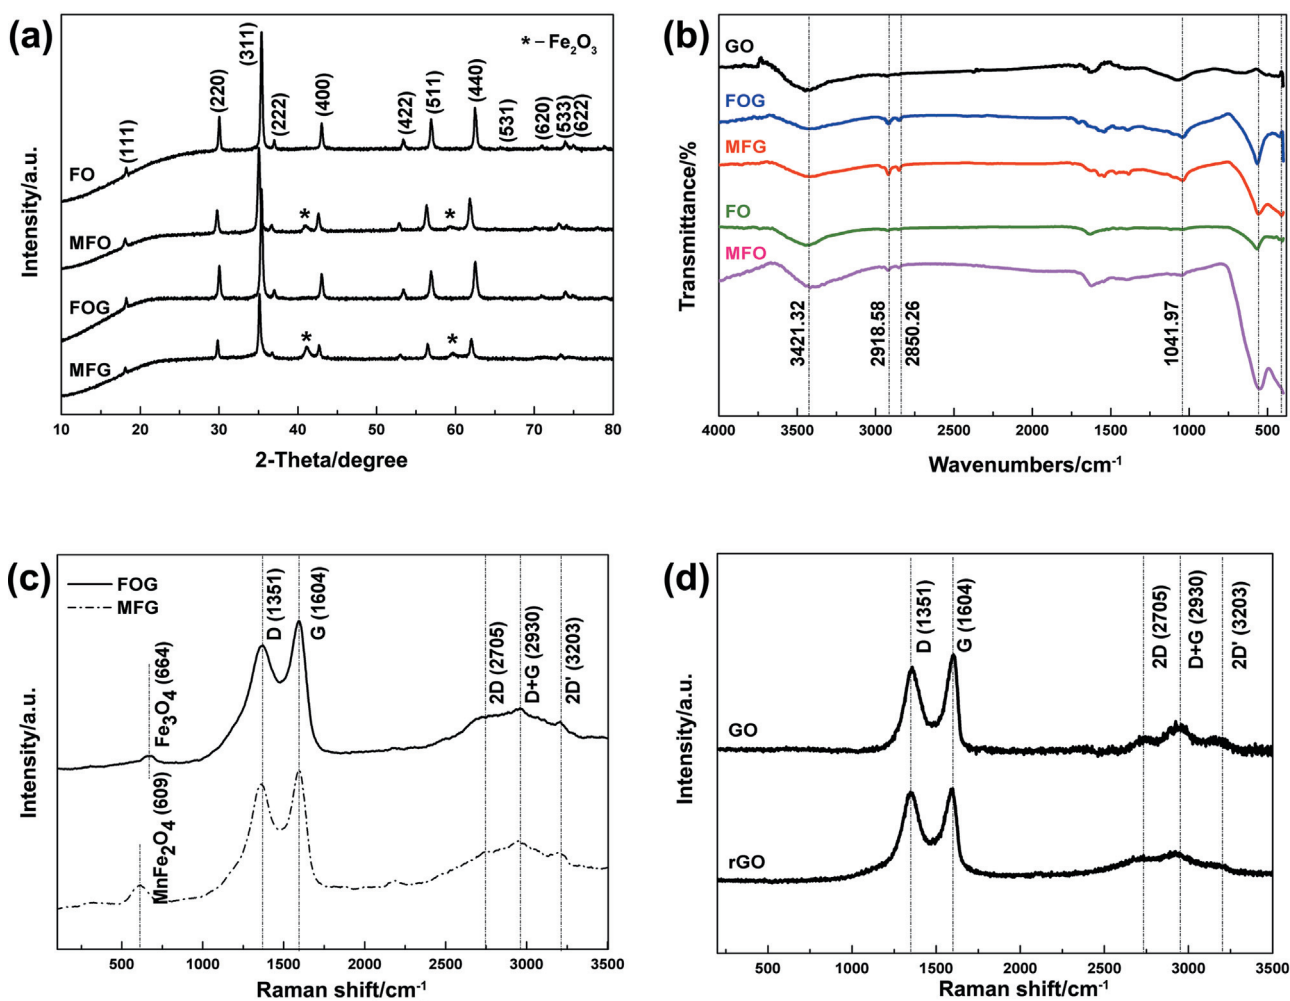 (a)
* – Fe2O3
(111)
(220)
(311)
(222)
(400)
(422)
(511)
(440)
(531)
(620)
(533)
(622)
FO
MFO
*
*
FOG
MFG
*
*
Intensity/a.u.
10 20 30 40 50 60 70 80
2-Theta/degree
(b)
GO
FOG
MFG
FO
MFO
3421.32
2918.58
2850.26
1041.97
Transmittance/%
4000 3500 3000 2500 2000 1500 1000 500
Wavenumbers/cm-1
(c)
FOG
MFG
Fe3O4 (664)
MnFe2O4 (609)
D (1351)
G (1604)
2D (2705)
D+G (2930)
2D' (3203)
Intensity/a.u.
500 1000 1500 2000 2500 3000 3500
Raman shift/cm-1
(d)
D (1351)
G (1604)
2D (2705)
D+G (2930)
2D' (3203)
GO
rGO
Intensity/a.u.
500 1000 1500 2000 2500 3000 3500
Raman shift/cm-1